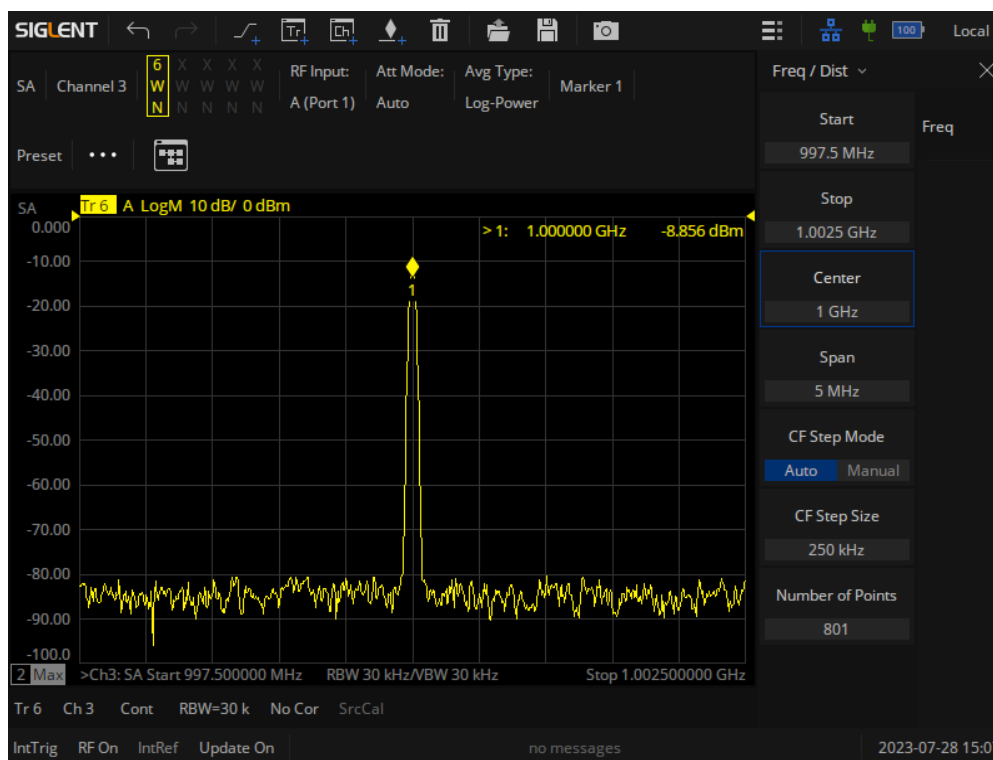 SIGLENT Tr Ch 100 Local
SA Channel 3 6 X X X X RF Input: Att Mode: Avg Type: Marker 1
W W W W W
N N N N N A (Port 1) Auto Log-Power
Preset ...
SA Tr 6 A LogM 10 dB/ 0 dBm
0.000 > 1: 1.000000 GHz -8.856 dBm
-10.00
1
-20.00
-30.00
-40.00
-50.00
-60.00
-70.00
-80.00
-90.00
-100.0
2 Max >Ch3: SA Start 997.500000 MHz RBW 30 kHz/VBW 30 kHz Stop 1.002500000 GHz
Tr 6 Ch 3 Cont RBW=30 k No Cor SrcCal
Freq / Dist
Start
997.5 MHz
Freq
Stop
1.0025 GHz
Center
1 GHz
Span
5 MHz
CF Step Mode
Auto Manual
CF Step Size
250 kHz
Number of Points
801
IntTrig RF On IntRef Update On no messages 2023-07-28 15:0